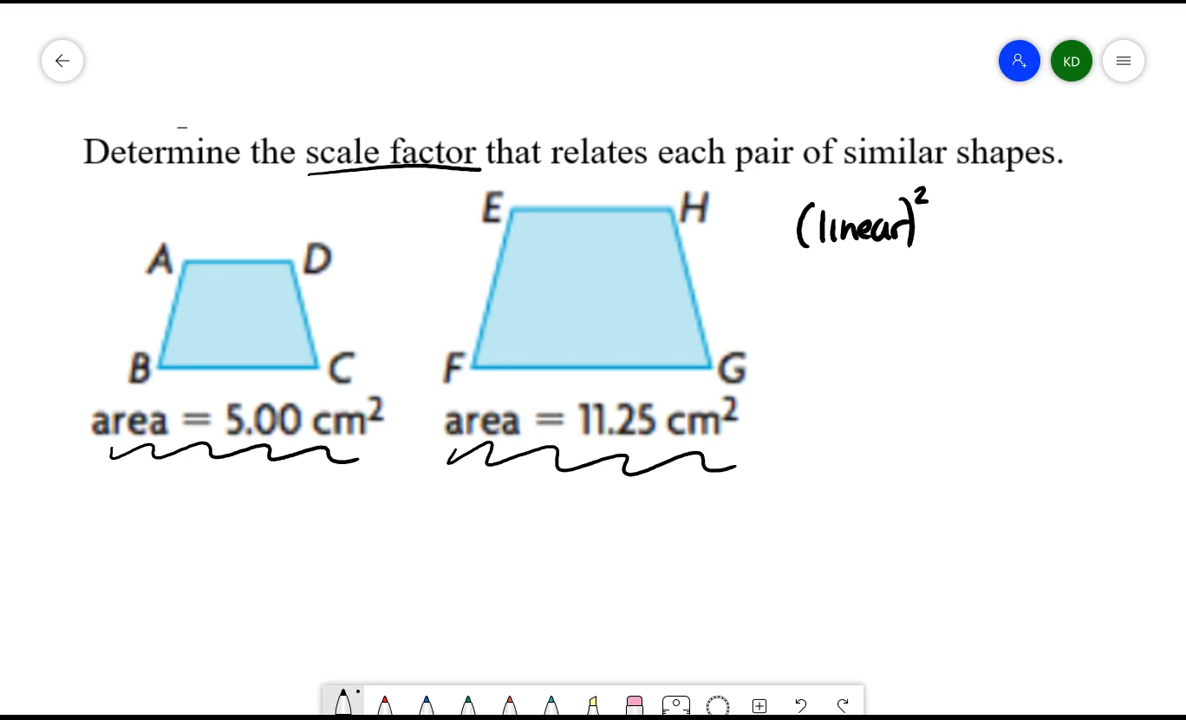 KD
Determine the scale factor that relates each pair of similar shapes.
(linear)²
E H
A D
B C F G
area = 5.00 cm² area = 11.25 cm²